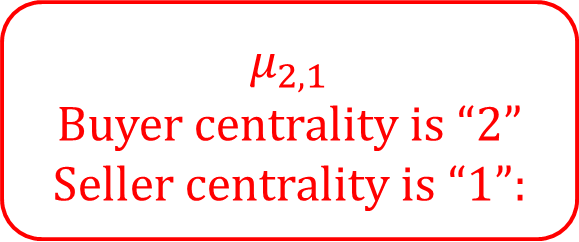 μ2,1
Buyer centrality is “2”
Seller centrality is “1”: